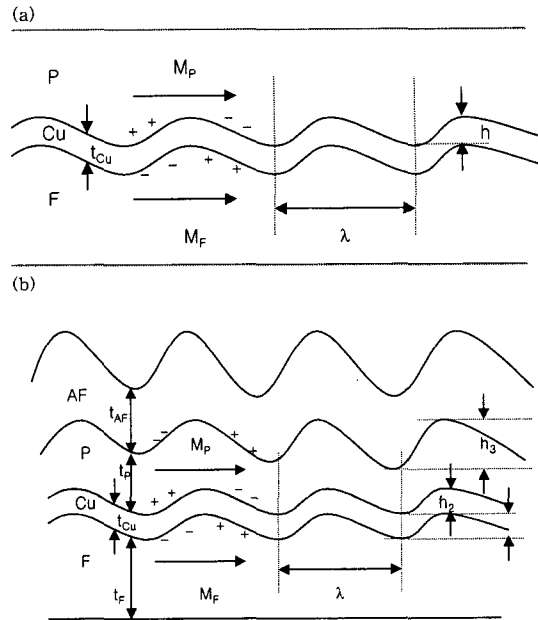 (a)
P
M_P
+ +
- -
Cu
t_Cu
h
- -
+ +
F
M_F
λ
(b)
AF
t_AF
P
- -
M_P
+ +
h_3
t_P
+ +
- -
Cu
t_Cu
h_2
- -
+ +
F
t_F
M_F
λ